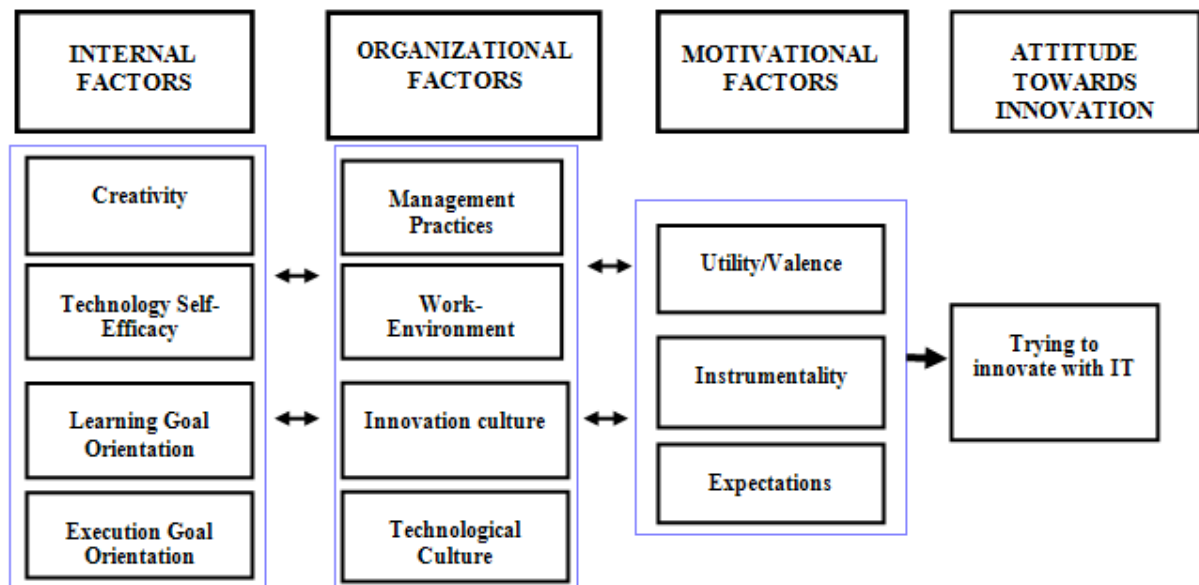 INTERNAL
FACTORS
ORGANIZATIONAL
FACTORS
MOTIVATIONAL
FACTORS
ATTITUDE
TOWARDS
INNOVATION
Creativity
Technology Self-
Efficacy
Learning Goal
Orientation
Execution Goal
Orientation
Management
Practices
Work-
Environment
Innovation culture
Technological
Culture
Utility/Valence
Instrumentality
Expectations
Trying to
innovate with IT